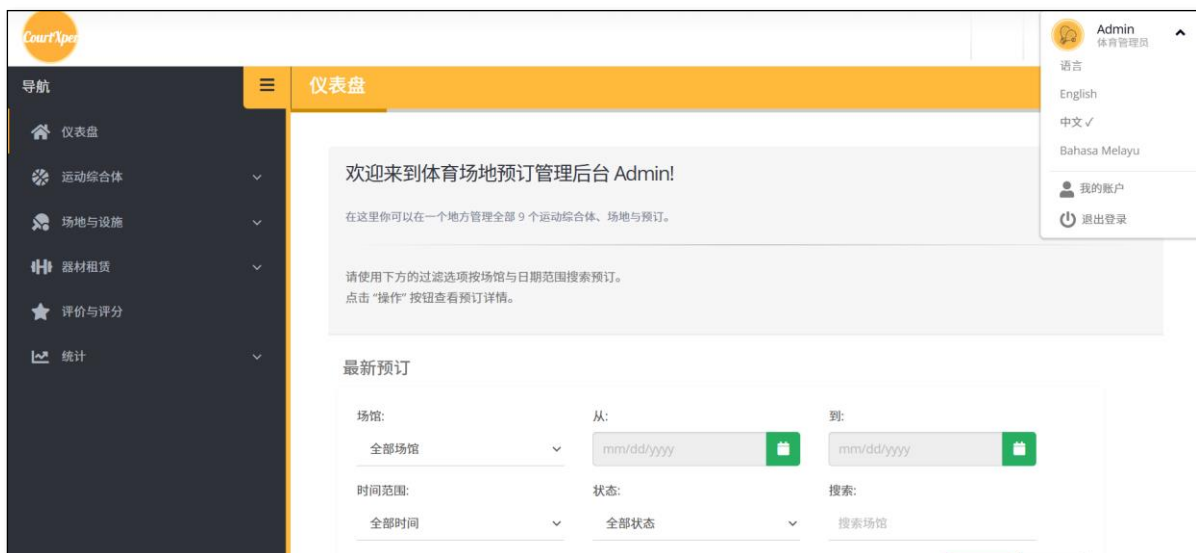 CourtXper
Admin
体育管理员
语言
English
中文 ✓
Bahasa Melayu
我的账户
退出登录
导航
仪表盘
仪表盘
运动综合体
场地与设施
器材租赁
评价与评分
统计
欢迎来到体育场地预订管理后台 Admin!
在这里你可以在一个地方管理全部 9 个运动综合体、场地与预订。
请使用下方的过滤选项按场馆与日期范围搜索预订。
点击 “操作” 按钮查看预订详情。
最新预订
场馆: 从: 到:
全部场馆 mm/dd/yyyy mm/dd/yyyy
时间范围: 状态: 搜索:
全部时间 全部状态 搜索场馆